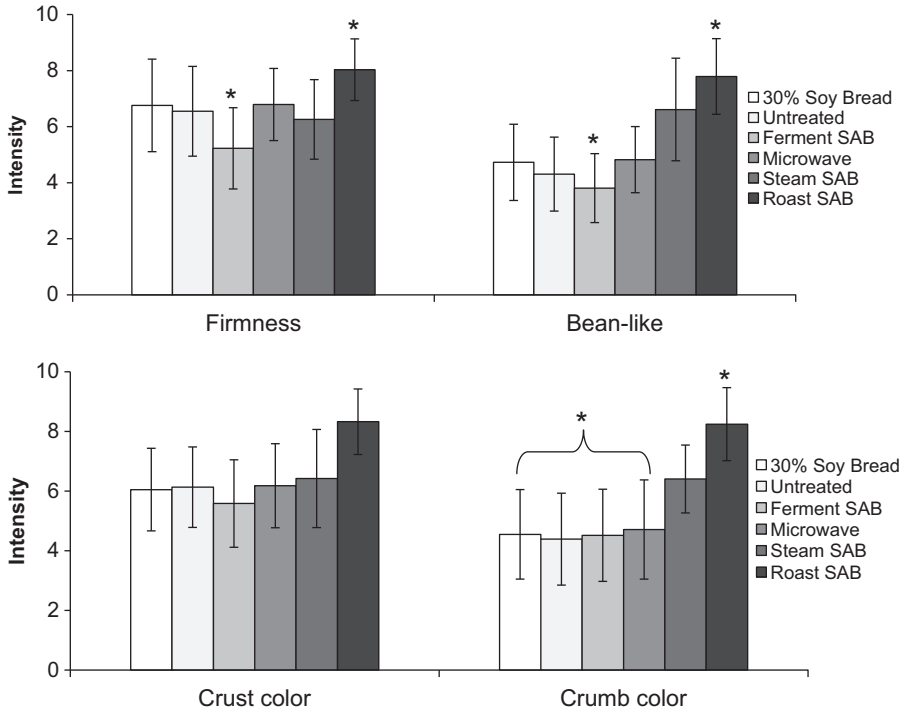 10
8
6
4
2
0
Intensity
*
*
*
*
Firmness
Bean-like
30% Soy Bread
Untreated
Ferment SAB
Microwave
Steam SAB
Roast SAB
10
8
6
4
2
0
Intensity
*
*
Crust color
Crumb color
30% Soy Bread
Untreated
Ferment SAB
Microwave
Steam SAB
Roast SAB